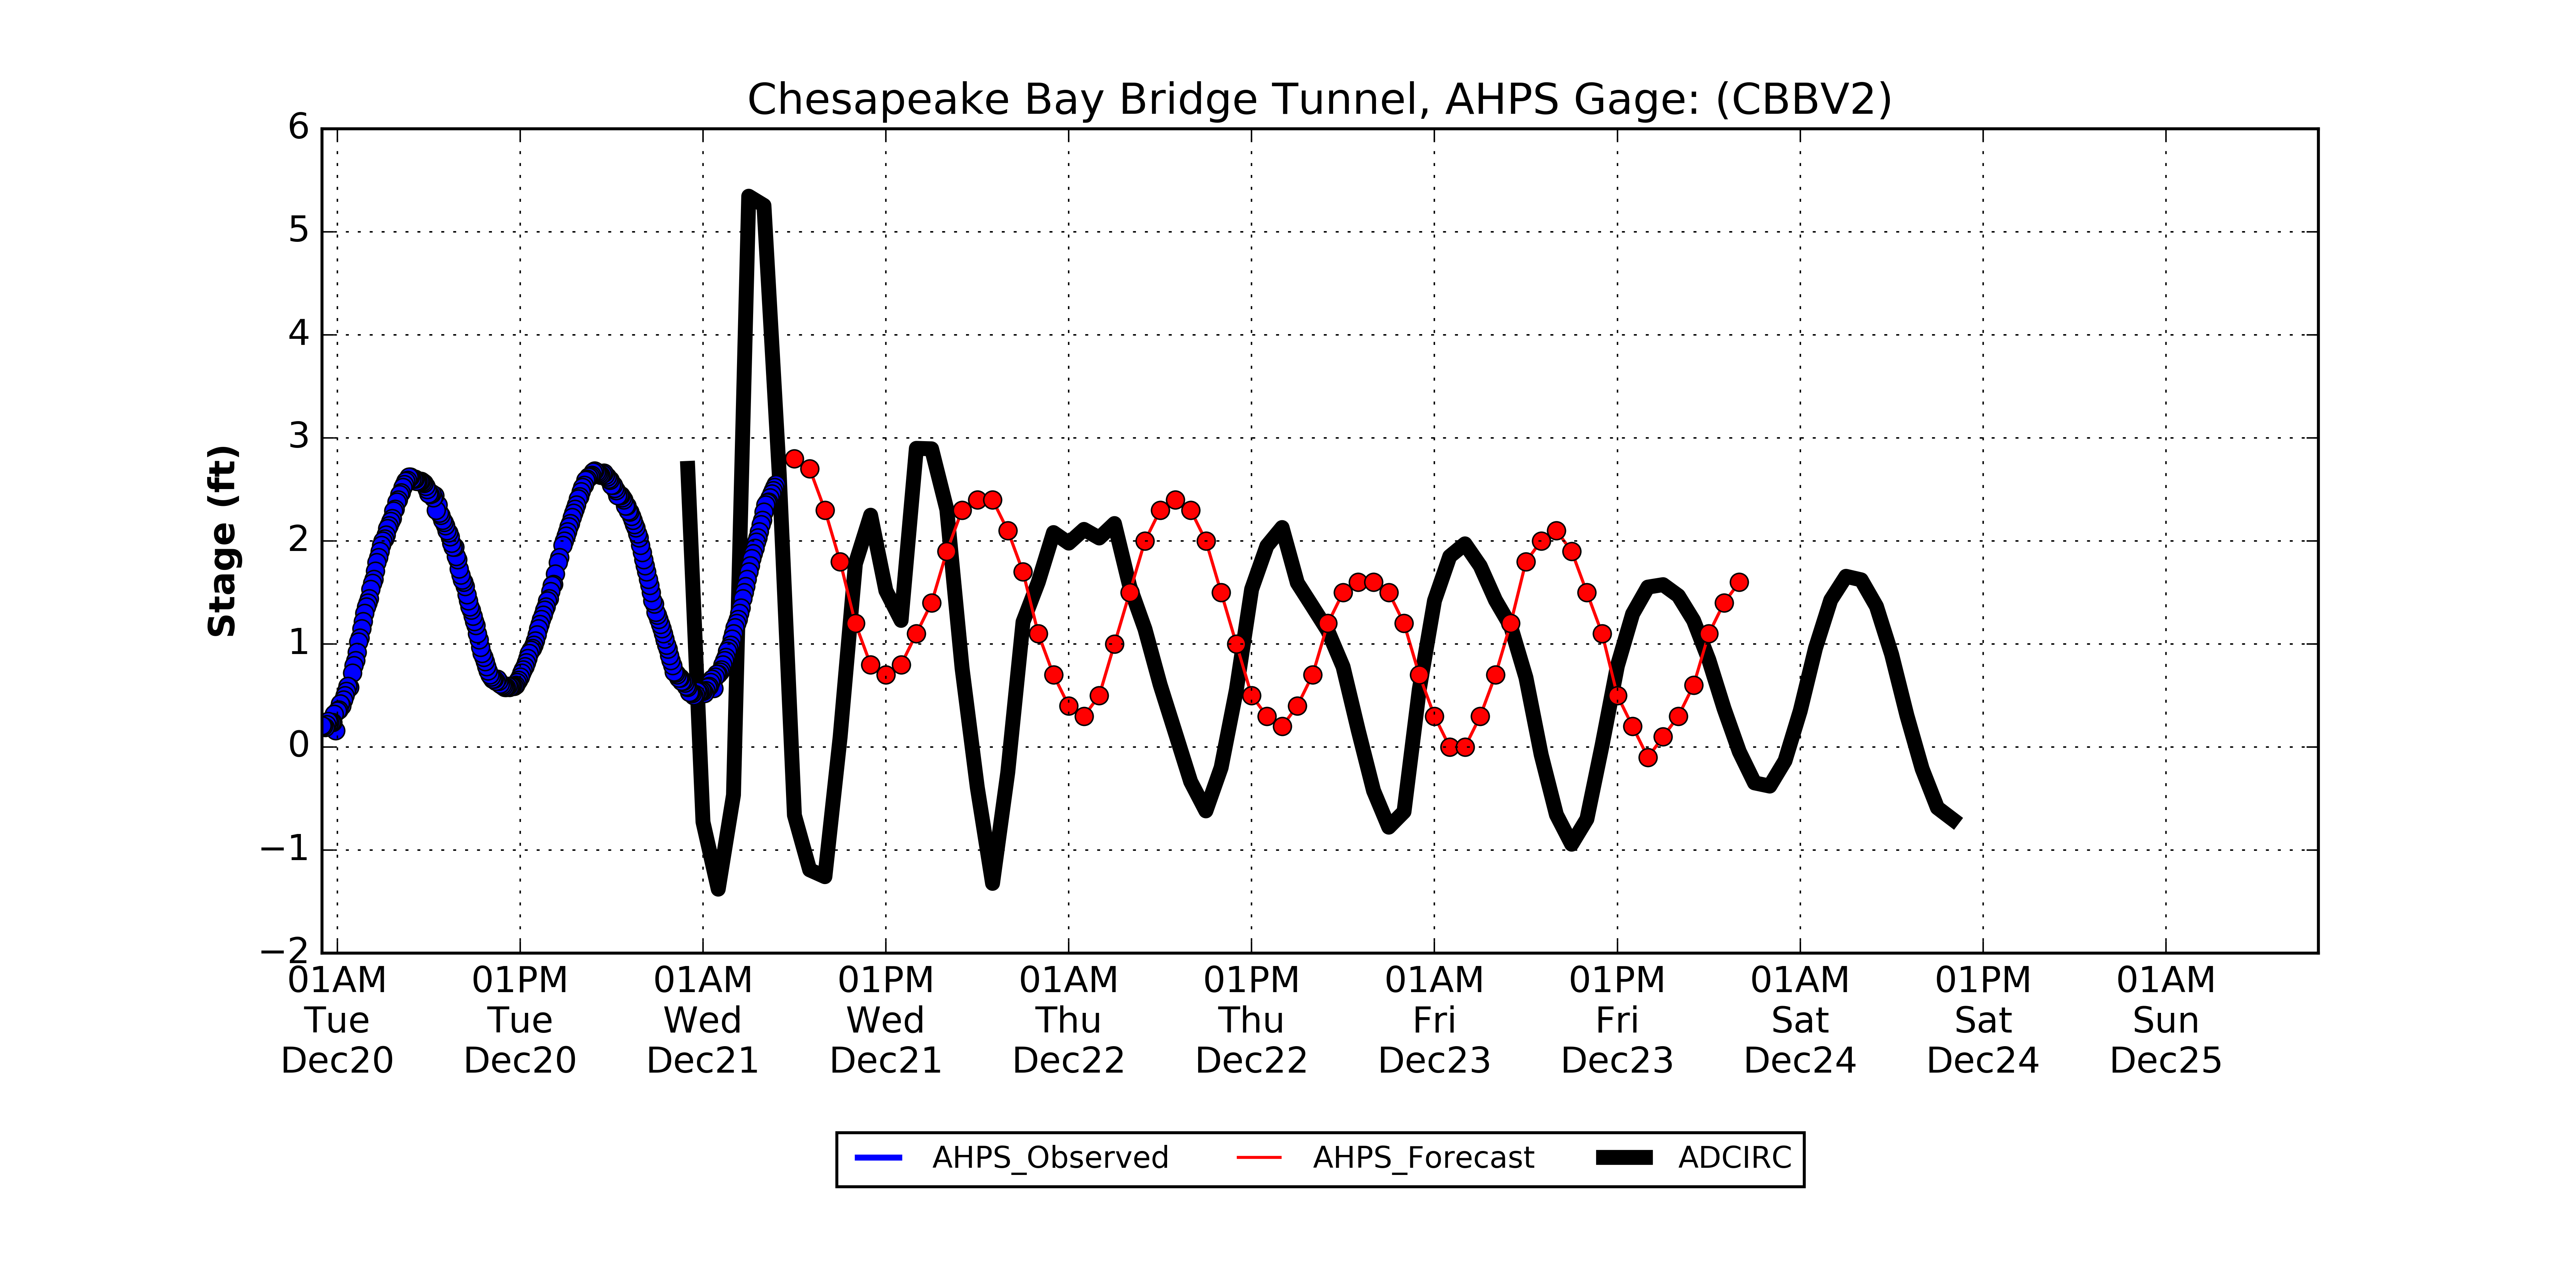 Chesapeake Bay Bridge Tunnel, AHPS Gage: (CBBV2)
Stage (ft)
6
5
4
3
2
1
0
−1
−2
01AM 01PM 01AM 01PM 01AM 01PM 01AM 01PM 01AM 01PM 01AM
Tue Tue Wed Wed Thu Thu Fri Fri Sat Sat Sun
Dec20 Dec20 Dec21 Dec21 Dec22 Dec22 Dec23 Dec23 Dec24 Dec24 Dec25
AHPS_Observed AHPS_Forecast ADCIRC